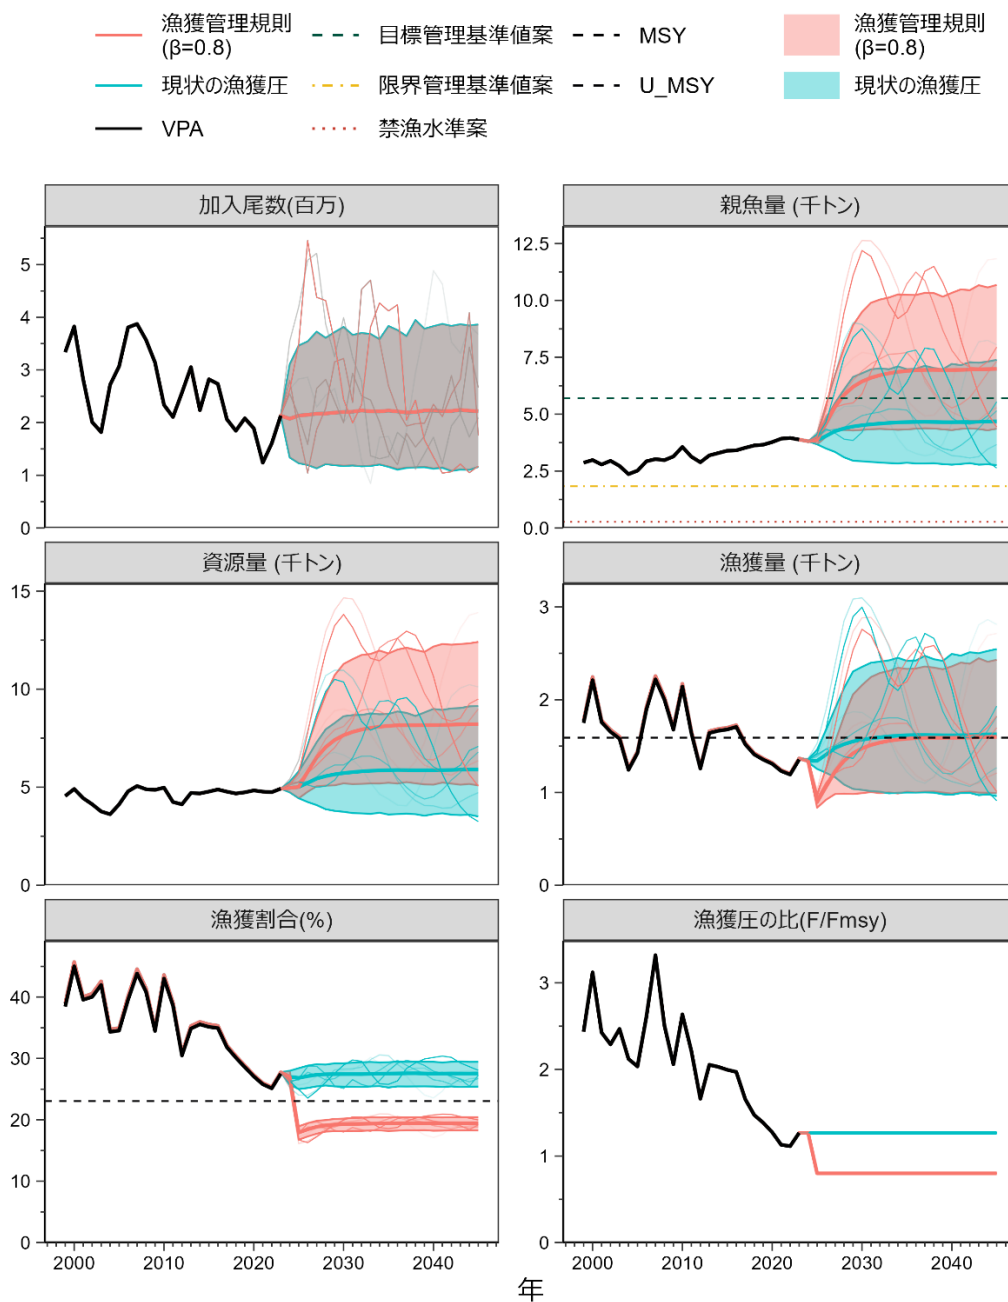 漁獲管理規則
(β=0.8)
目標管理基準値案
MSY
漁獲管理規則
(β=0.8)
現状の漁獲圧
限界管理基準値案
U_MSY
現状の漁獲圧
VPA
禁漁水準案
加入尾数(百万)
5
4
3
2
1
0
親魚量 (千トン)
12.5
10.0
7.5
5.0
2.5
0.0
資源量 (千トン)
15
10
5
0
漁獲量 (千トン)
3
2
1
0
漁獲割合(%)
40
30
20
10
0
2000 2010 2020 2030 2040
漁獲圧の比(F/Fmsy)
3
2
1
0
2000 2010 2020 2030 2040
年